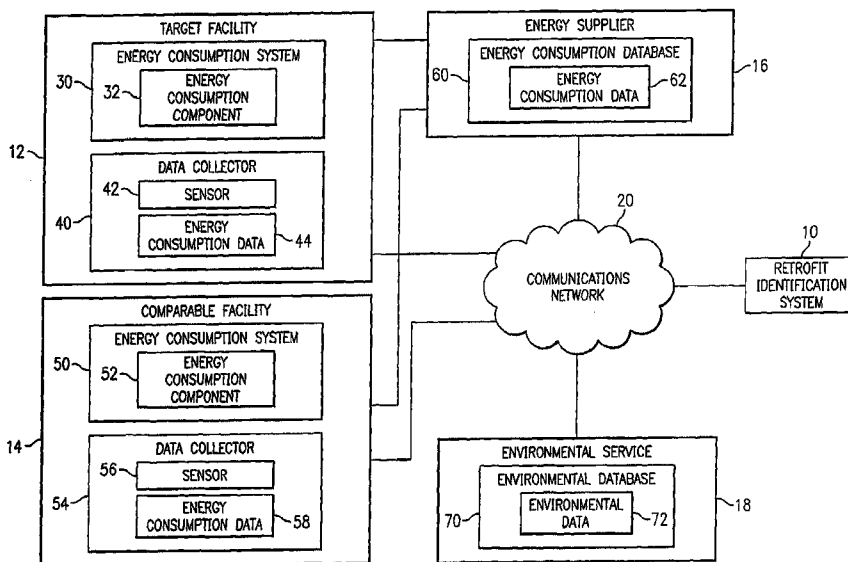 TARGET FACILITY
ENERGY CONSUMPTION SYSTEM
30
32
ENERGY
CONSUMPTION
COMPONENT
12
DATA COLLECTOR
42
SENSOR
40
ENERGY
CONSUMPTION DATA
44
COMPARABLE FACILITY
ENERGY CONSUMPTION SYSTEM
50
52
ENERGY
CONSUMPTION
COMPONENT
14
DATA COLLECTOR
56
SENSOR
54
ENERGY
CONSUMPTION DATA
58
ENERGY SUPPLIER
ENERGY CONSUMPTION DATABASE
60
ENERGY
CONSUMPTION DATA
62
16
20
COMMUNICATIONS
NETWORK
10
RETROFIT
IDENTIFICATION
SYSTEM
ENVIRONMENTAL SERVICE
ENVIRONMENTAL DATABASE
70
ENVIRONMENTAL
DATA
72
18